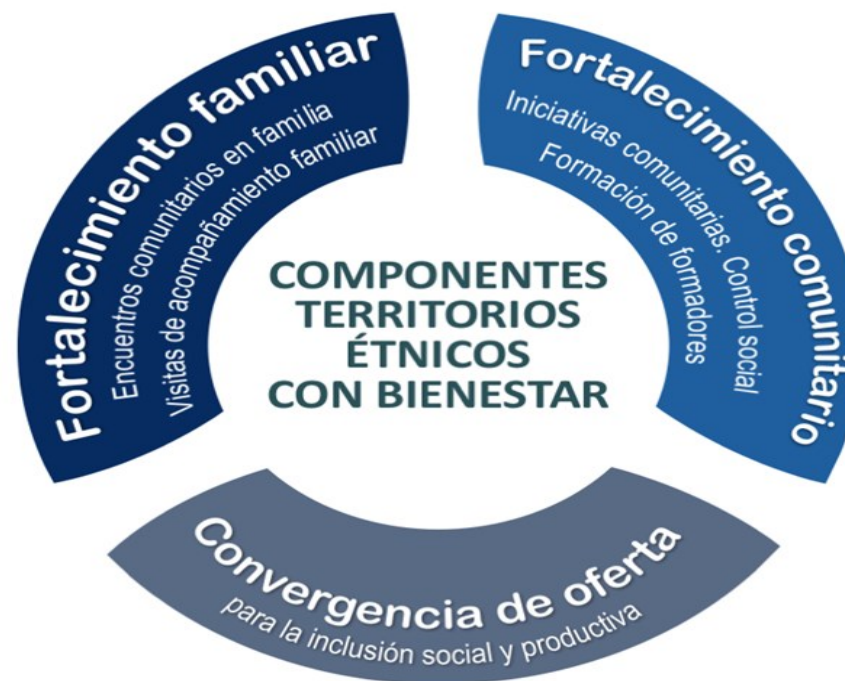 Fortalecimiento familiar
Encuentros comunitarios en familia
Visitas de acompañamiento familiar
Fortalecimiento comunitario
Iniciativas comunitarias. Control social
Formación de formadores
COMPONENTES
TERRITORIOS
ÉTNICOS
CON BIENESTAR
Convergencia de oferta
para la inclusión social y productiva